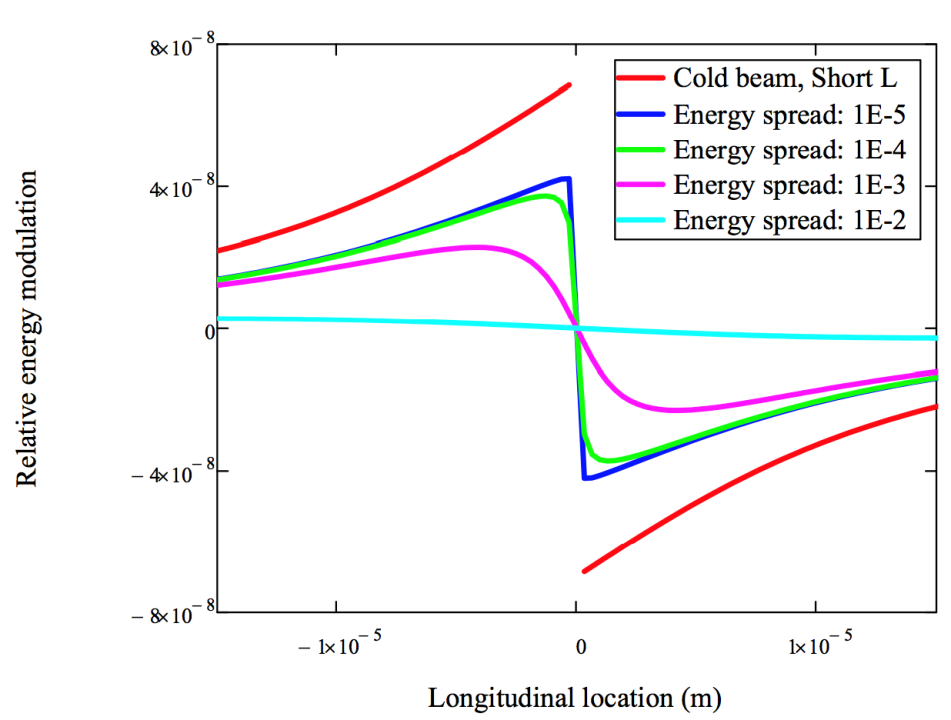 8×10⁻⁸
4×10⁻⁸
0
− 4×10⁻⁸
− 8×10⁻⁸
Relative energy modulation
Cold beam, Short L
Energy spread: 1E-5
Energy spread: 1E-4
Energy spread: 1E-3
Energy spread: 1E-2
− 1×10⁻⁵
0
1×10⁻⁵
Longitudinal location (m)